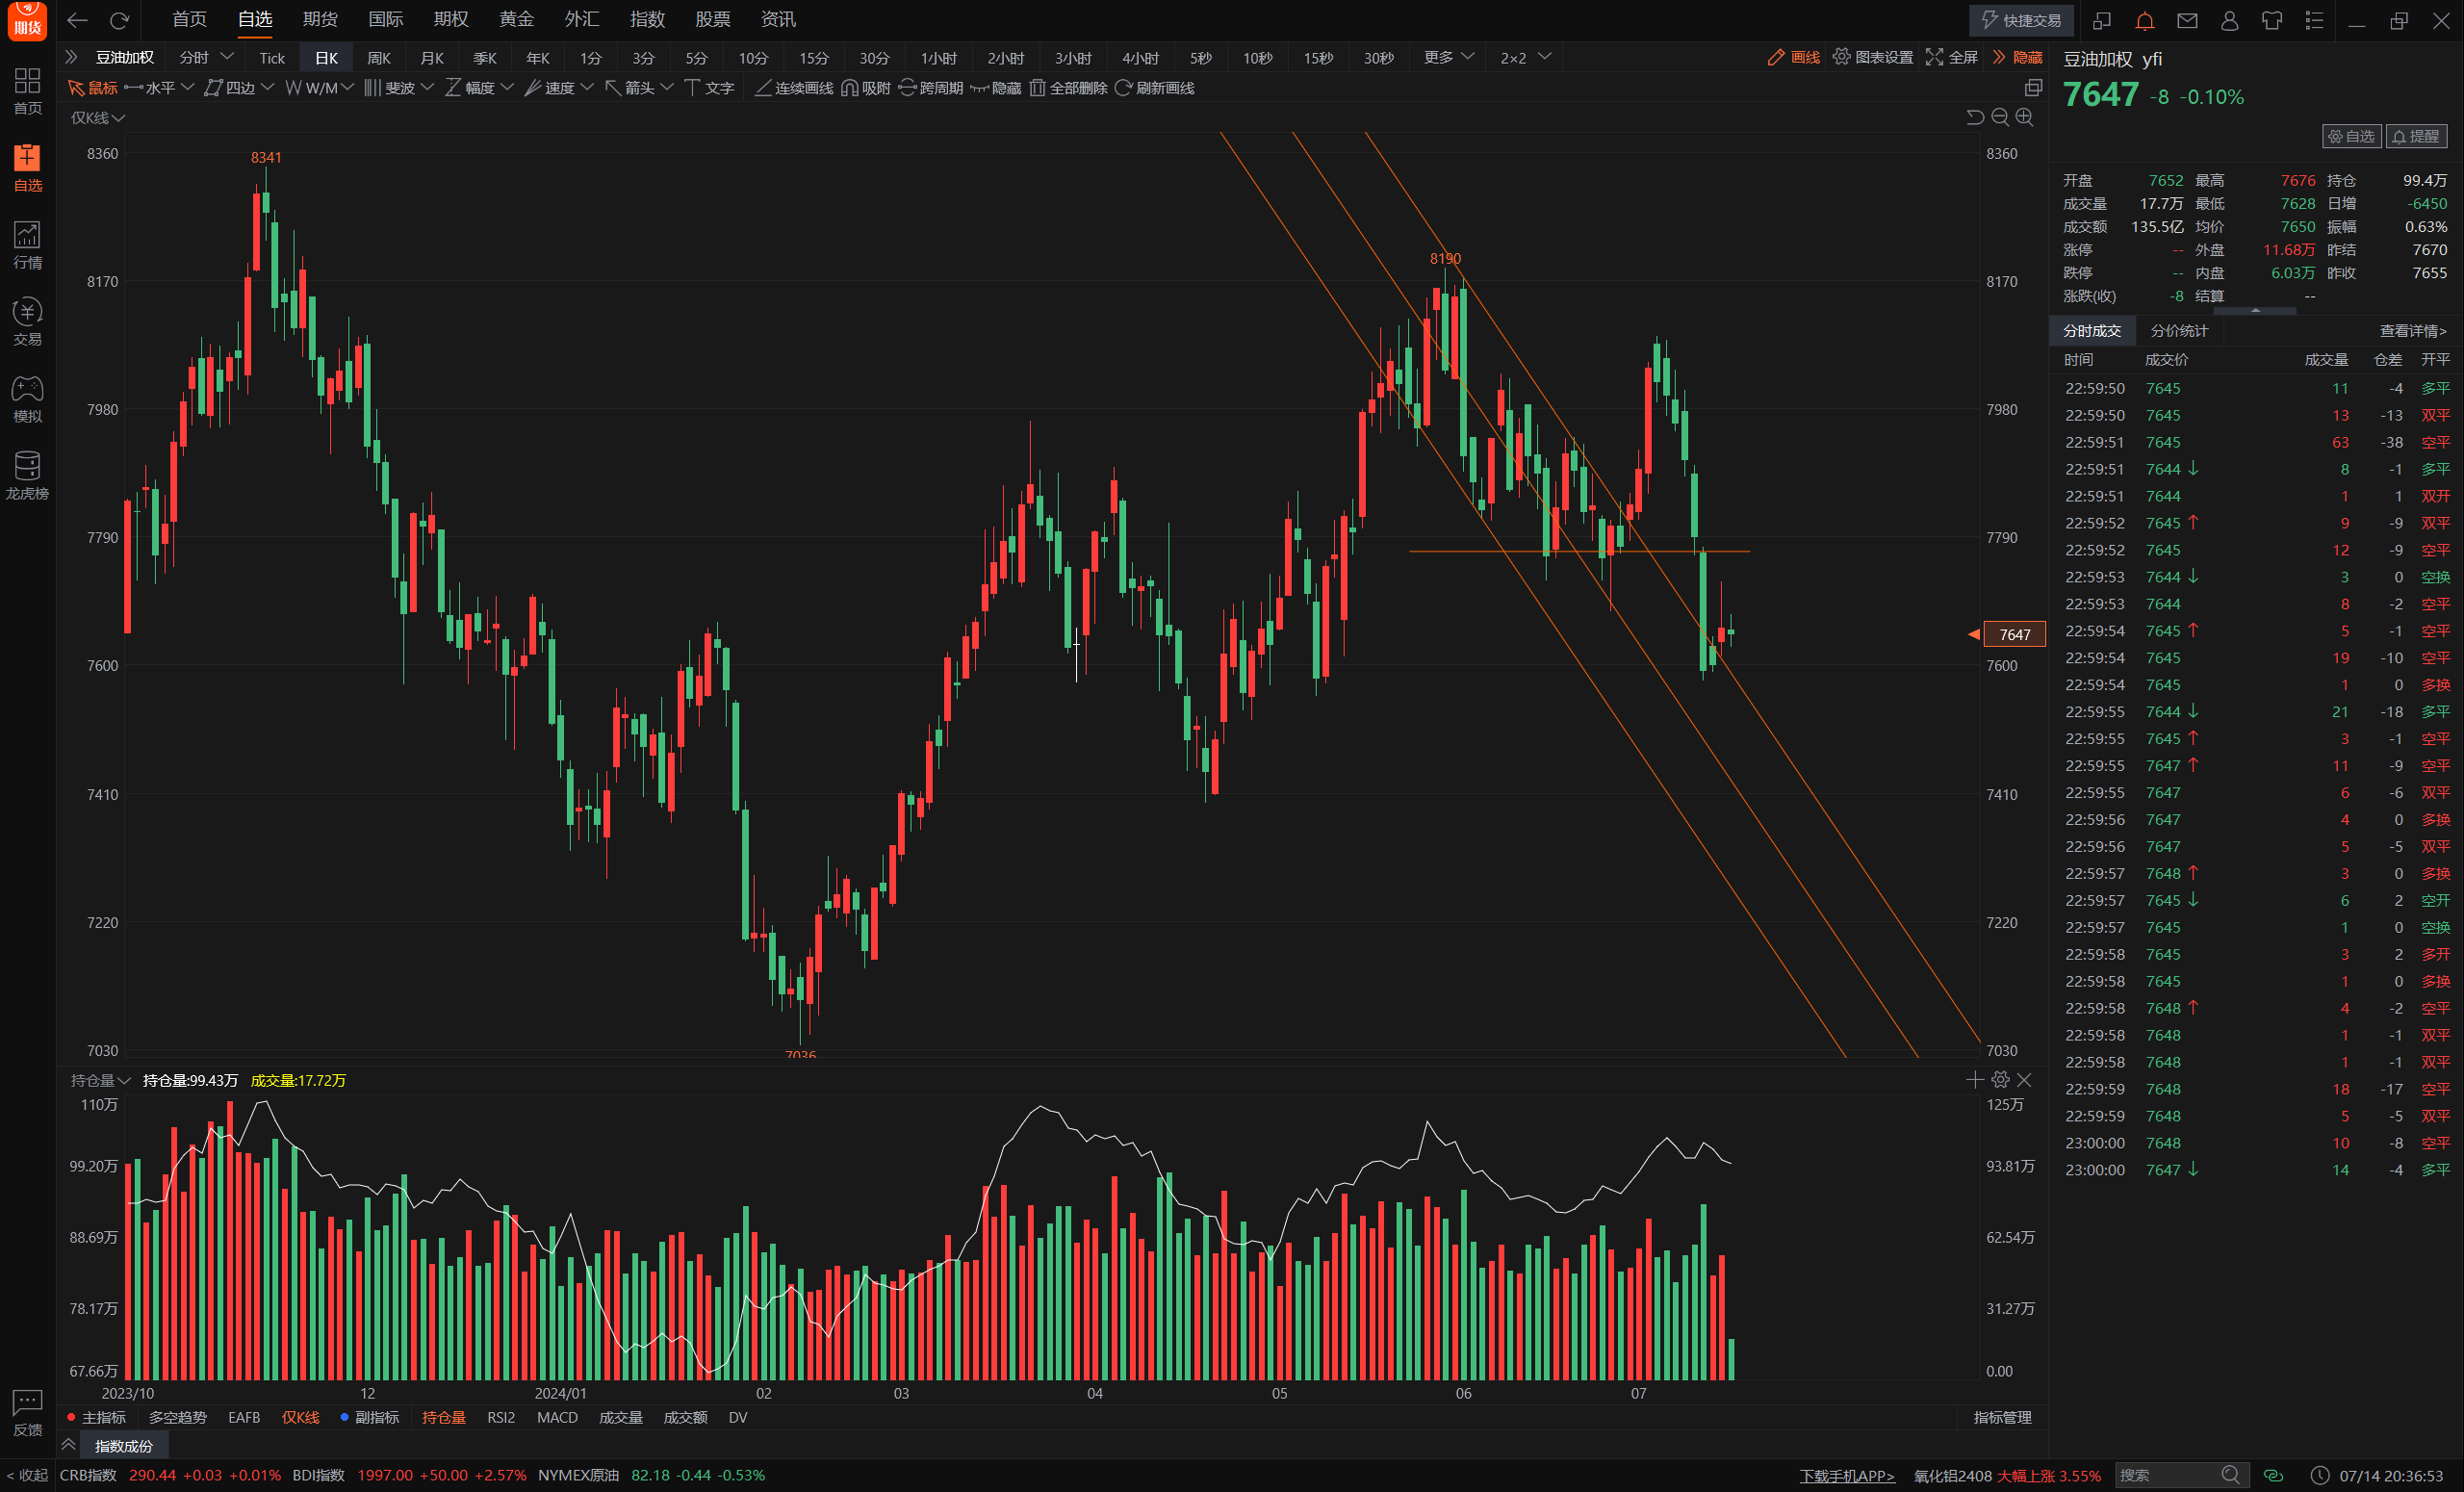 期货
首页 自选 期货 国际 期权 黄金 外汇 指数 股票 资讯
快捷交易
豆油加权 分时 Tick 日K 周K 月K 季K 年K 1分 3分 5分 10分 15分 30分 1小时 2小时 3小时 4小时 5秒 10秒 15秒 30秒 更多 2×2
画线 图表设置 全屏 隐藏
鼠标 水平 四边 W/M 斐波 幅度 速度 箭头 文字 连续画线 吸附 跨周期 隐藏 全部删除 刷新画线
首页
自选
行情
交易
模拟
龙虎榜
反馈
仅K线
8360
8170
7980
7790
7600
7410
7220
7030
8341
8190
7036
8360
8170
7980
7790
7647
7600
7410
7220
7030
持仓量 持仓量:99.43万 成交量:17.72万
110万
99.20万
88.69万
78.17万
67.66万
125万
93.81万
62.54万
31.27万
0.00
2023/10 12 2024/01 02 03 04 05 06 07
主指标 多空趋势 EAFB 仅K线 副指标 持仓量 RSI2 MACD 成交量 成交额 DV
指标管理
指数成份
豆油加权 yfi
7647 -8 -0.10%
自选 提醒
开盘 7652 最高 7676 持仓 99.4万
成交量 17.7万 最低 7628 日增 -6450
成交额 135.5亿 均价 7650 振幅 0.63%
涨停 -- 外盘 11.68万 昨结 7670
跌停 -- 内盘 6.03万 昨收 7655
涨跌(收) -8 结算 --
分时成交 分价统计 查看详情>
时间 成交价 成交量 仓差 开平
22:59:50 7645 11 -4 多平
22:59:50 7645 13 -13 双平
22:59:51 7645 63 -38 空平
22:59:51 7644↓ 8 -1 多平
22:59:51 7644 1 1 双开
22:59:52 7645↑ 9 -9 双平
22:59:52 7645 12 -9 空平
22:59:53 7644↓ 3 0 空换
22:59:53 7644 8 -2 空平
22:59:54 7645↑ 5 -1 空平
22:59:54 7645 19 -10 空平
22:59:54 7645 1 0 多换
22:59:55 7644↓ 21 -18 多平
22:59:55 7645↑ 3 -1 空平
22:59:55 7647↑ 11 -9 空平
22:59:55 7647 6 -6 双平
22:59:56 7647 4 0 多换
22:59:56 7647 5 -5 双平
22:59:57 7648↑ 3 0 多换
22:59:57 7645↓ 6 2 空开
22:59:57 7645 1 0 空换
22:59:58 7645 3 2 多开
22:59:58 7645 1 0 多换
22:59:58 7648↑ 4 -2 空平
22:59:58 7648 1 -1 双平
22:59:58 7648 1 -1 双平
22:59:59 7648 18 -17 空平
22:59:59 7648 5 -5 双平
23:00:00 7648 10 -8 空平
23:00:00 7647↓ 14 -4 多平
< 收起 CRB指数 290.44 +0.03 +0.01% BDI指数 1997.00 +50.00 +2.57% NYMEX原油 82.18 -0.44 -0.53%
下载手机APP> 氧化铝2408 大幅上涨 3.55% 搜索 07/14 20:36:53